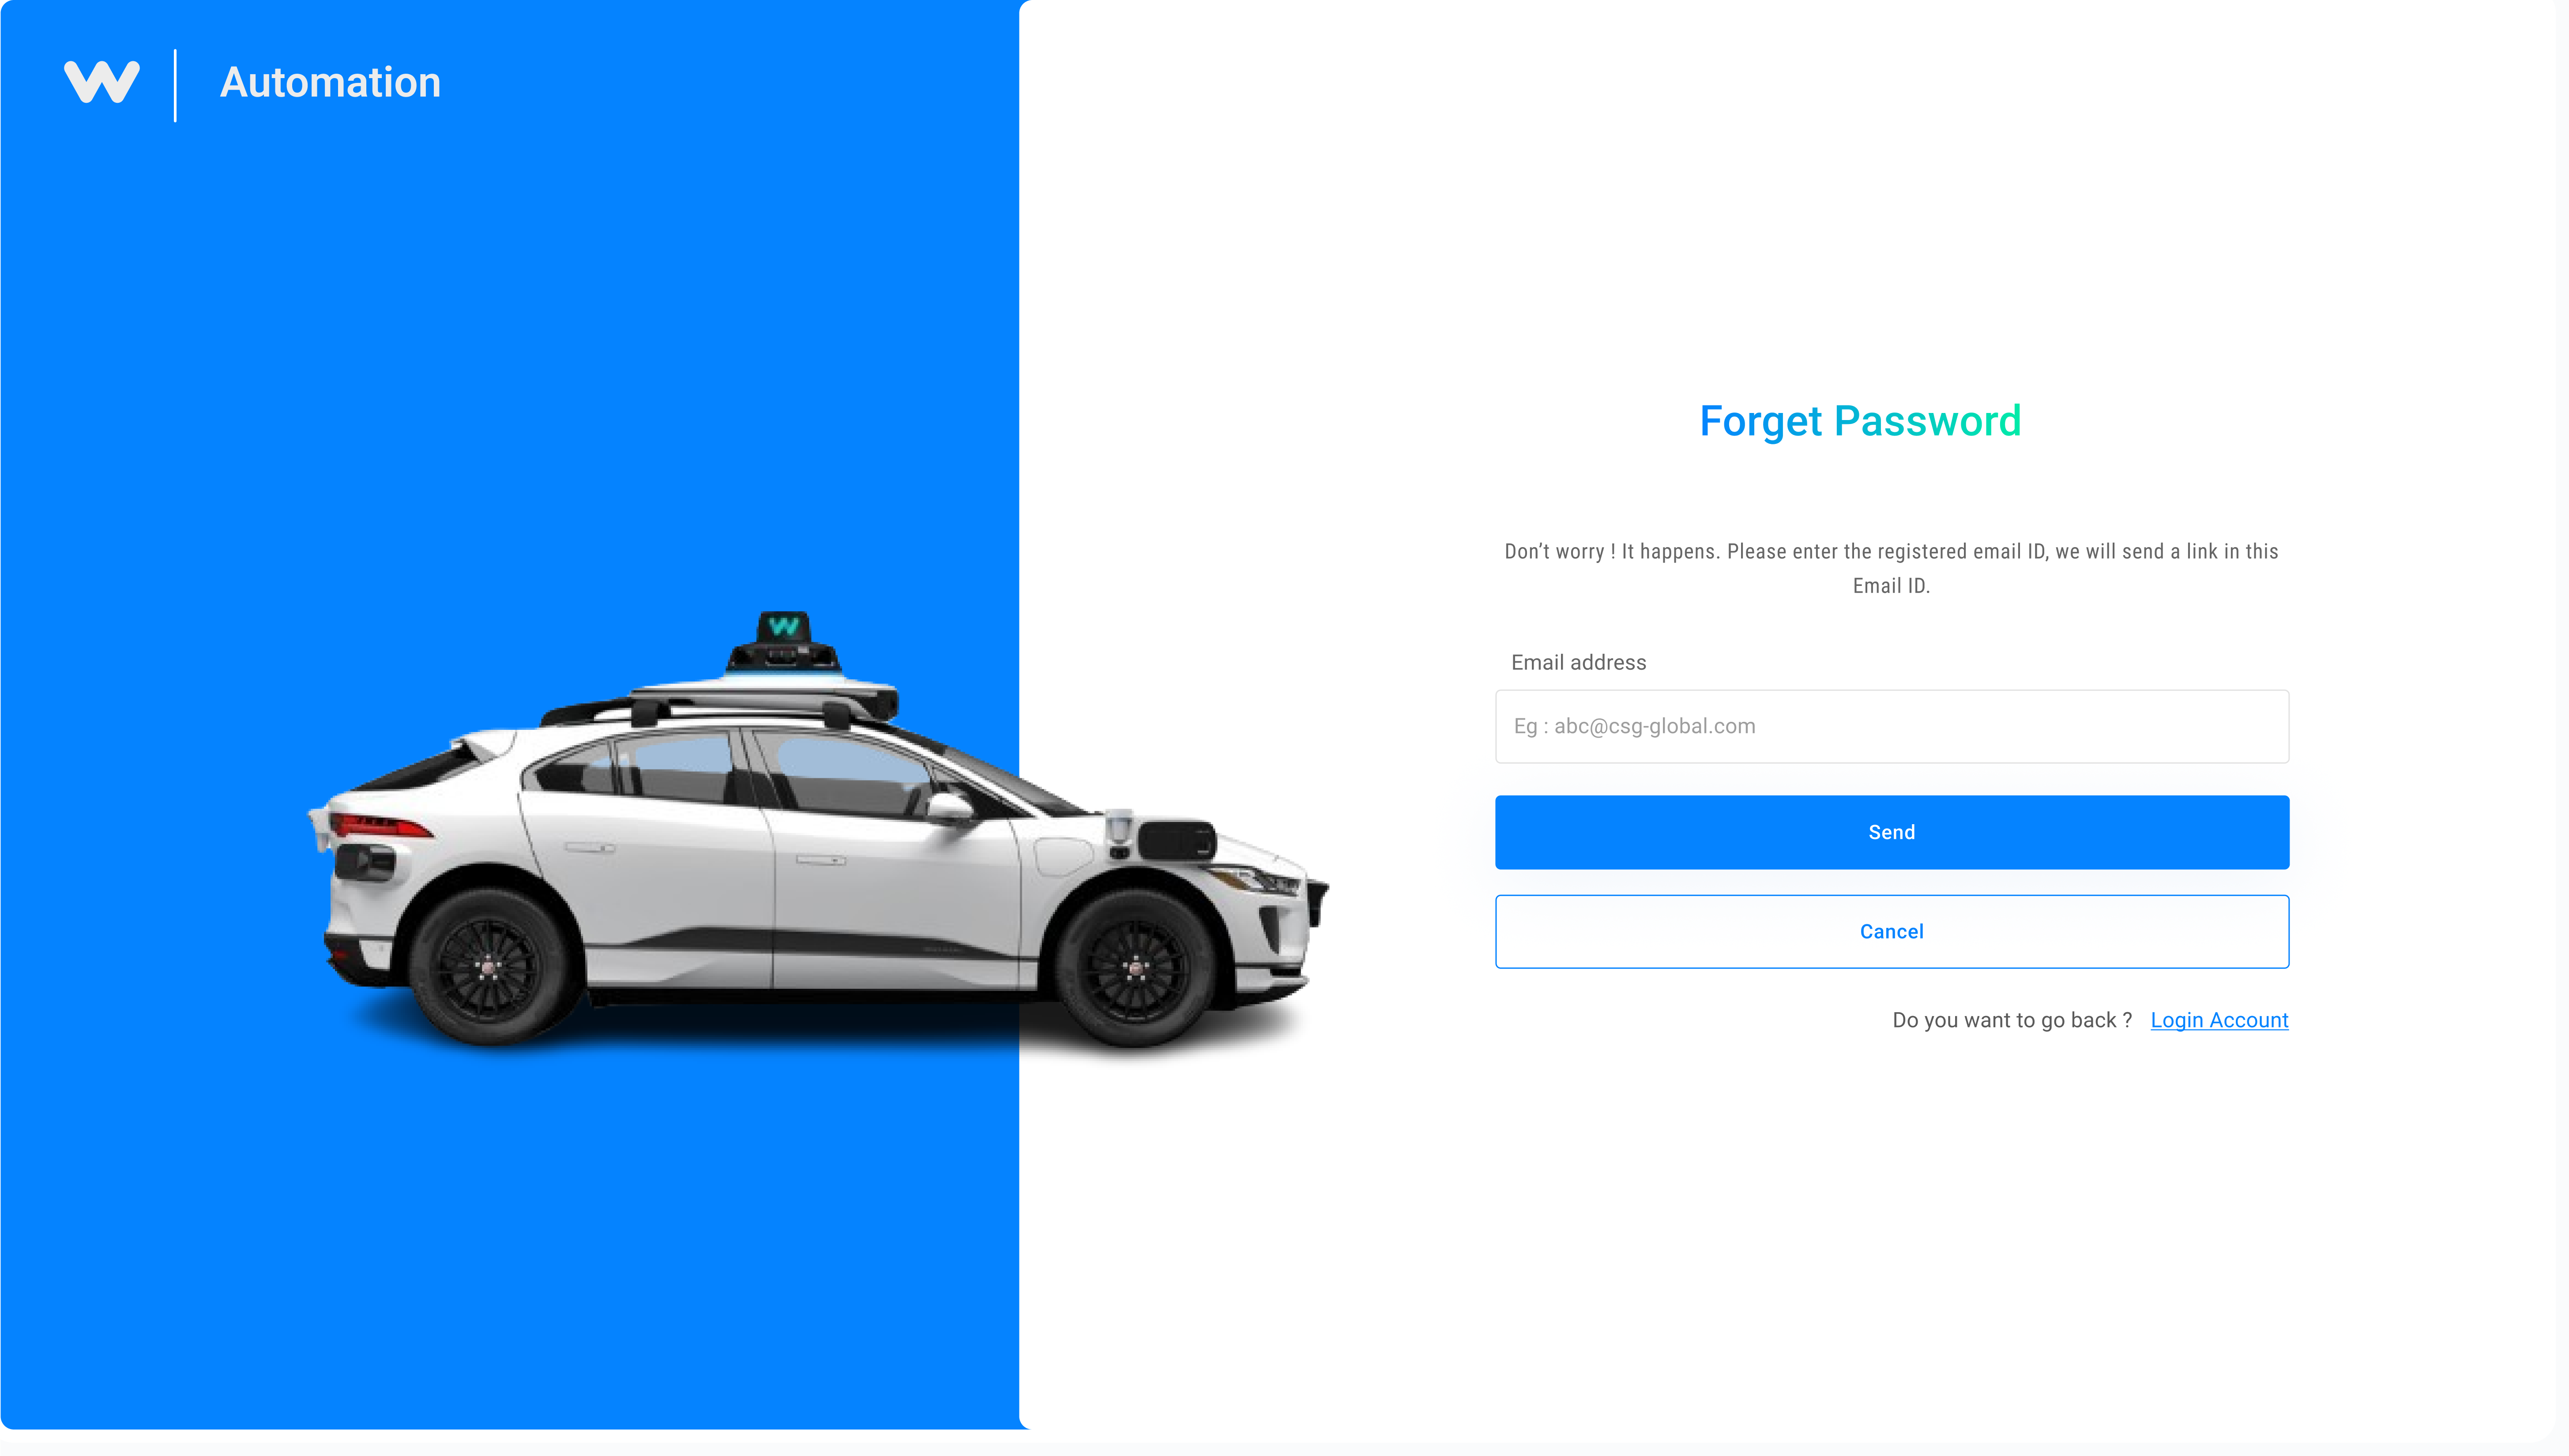 Automation
Forget Password
Don’t worry ! It happens. Please enter the registered email ID, we will send a link in this
Email ID.
Email address
Eg : abc@csg-global.com
Send
Cancel
Do you want to go back ? Login Account